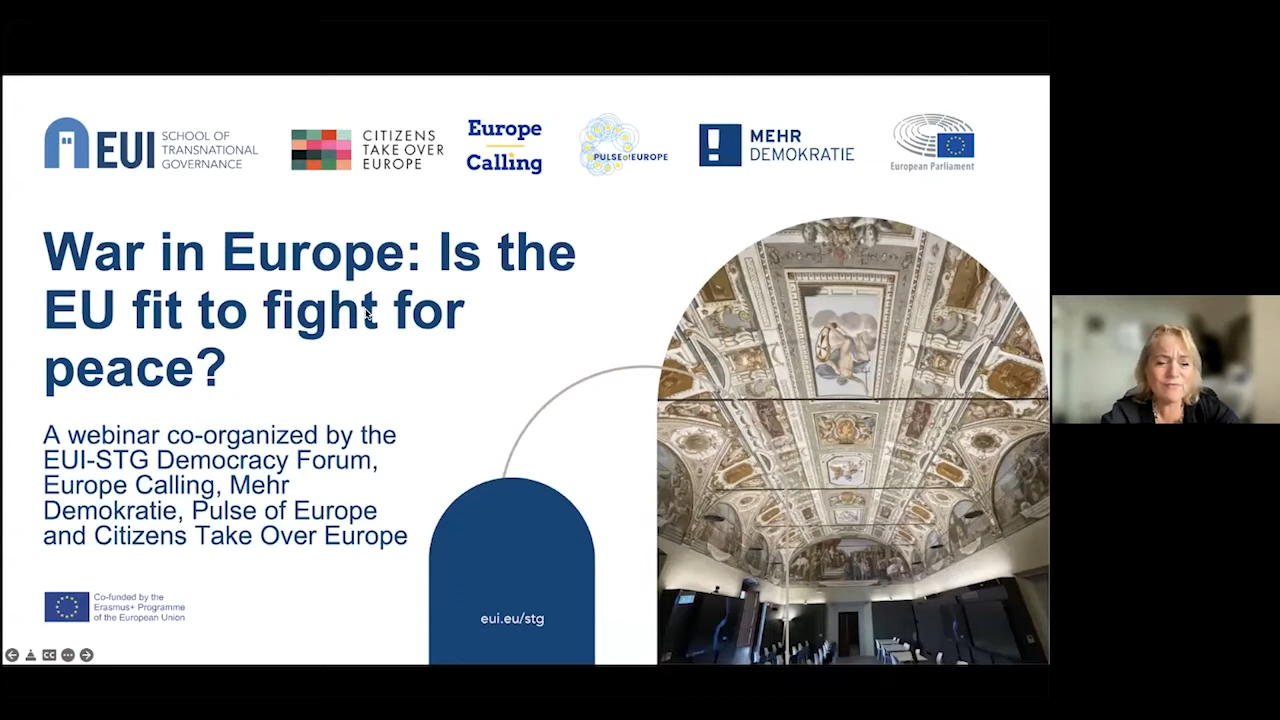 EUI
SCHOOL OF
TRANSNATIONAL
GOVERNANCE
CITIZENS
TAKE OVER
EUROPE
Europe
Calling
PULSE of EUROPE
MEHR
DEMOKRATIE
European Parliament
War in Europe: Is the
EU fit to fight for
peace?
A webinar co-organized by the
EUI-STG Democracy Forum,
Europe Calling, Mehr
Demokratie, Pulse of Europe
and Citizens Take Over Europe
Co-funded by the
Erasmus+ Programme
of the European Union
eui.eu/stg
CC